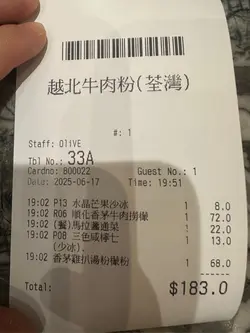 越北牛肉粉(荃灣)
#: 1
Staff: OliVE
Tbl No.: 33A
Cardno: B00022 Guest No.: 1
Date: 2025-06-17 Time: 19:51
19:02 P13 水晶芒果沙冰 1 8.0
19:02 R06 順化香茅牛肉撈檬 1 72.0
19:02 (餐)馬拉盞通菜 1 22.0
19:02 P08 三色咸檸七 1 13.0
(少冰).
19:02 香茅雞扒湯粉檬粉 1 68.0
Total: $183.0